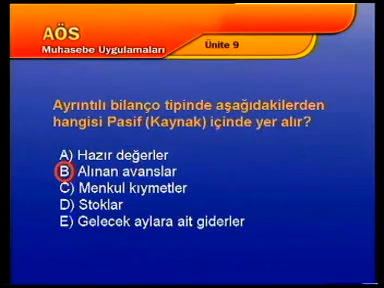 AÖS
Muhasebe Uygulamaları
Ünite 9
Ayrıntılı bilanço tipinde aşağıdakilerden
hangisi Pasif (Kaynak) içinde yer alır?
A) Hazır değerler
B) Alınan avanslar
C) Menkul kıymetler
D) Stoklar
E) Gelecek aylara ait giderler